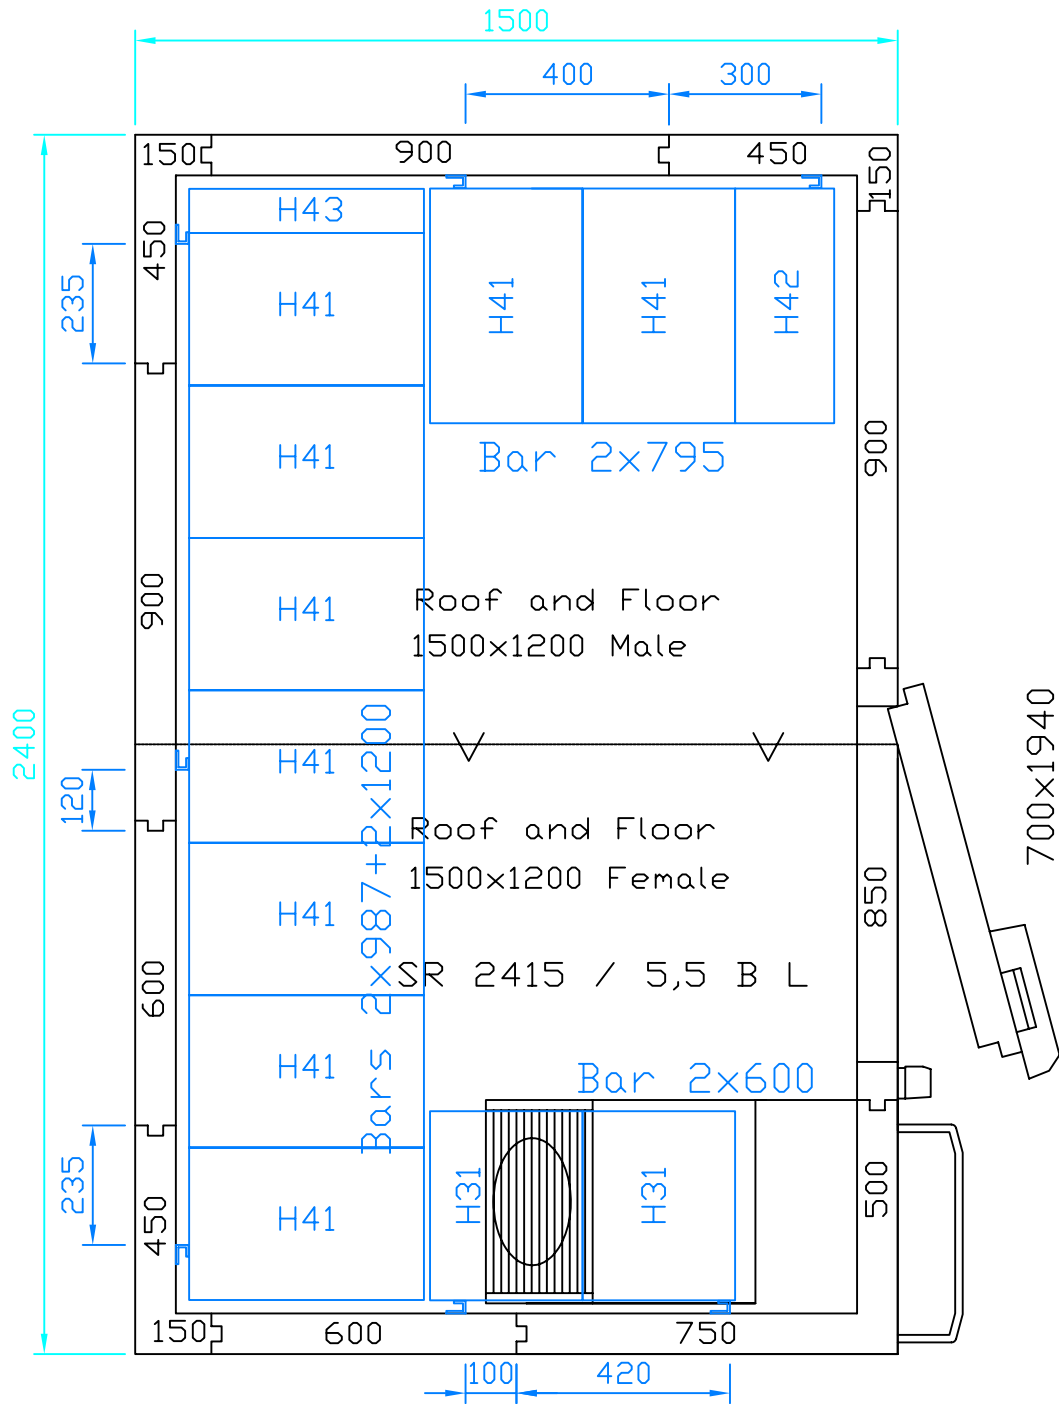 1500
400
300
150
900
450
150
H43
450
235
H41
H41
H41
H42
H41
Bar 2x795
900
H41
900
Roof and Floor
1500x1200 Male
700x1940
2400
H41
120
Bars 2x987+2x1200
Roof and Floor
1500x1200 Female
850
H41
600
SR 2415 / 5,5 B L
H41
Bar 2x600
235
450
H41
H31
H31
500
150
600
750
100
420